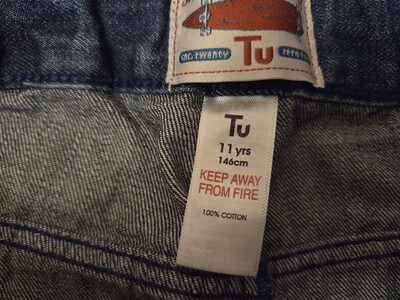 one twenty Tu zero
Tu
11 yrs
146cm
KEEP AWAY
FROM FIRE
100% COTTON